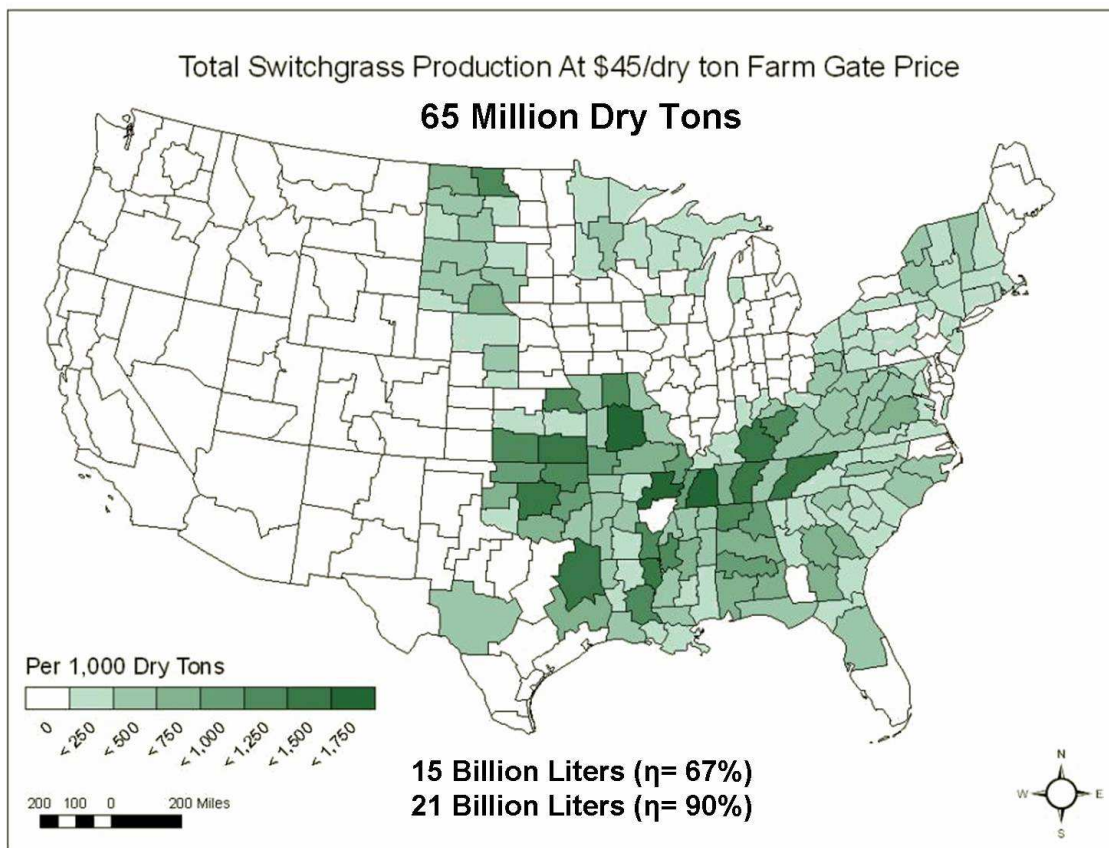 Total Switchgrass Production At $45/dry ton Farm Gate Price
65 Million Dry Tons
Per 1,000 Dry Tons
0
< 250
< 500
< 750
< 1,000
< 1,250
< 1,500
< 1,750
200 100 0 200 Miles
15 Billion Liters (η= 67%)
21 Billion Liters (η= 90%)
N
W E
S